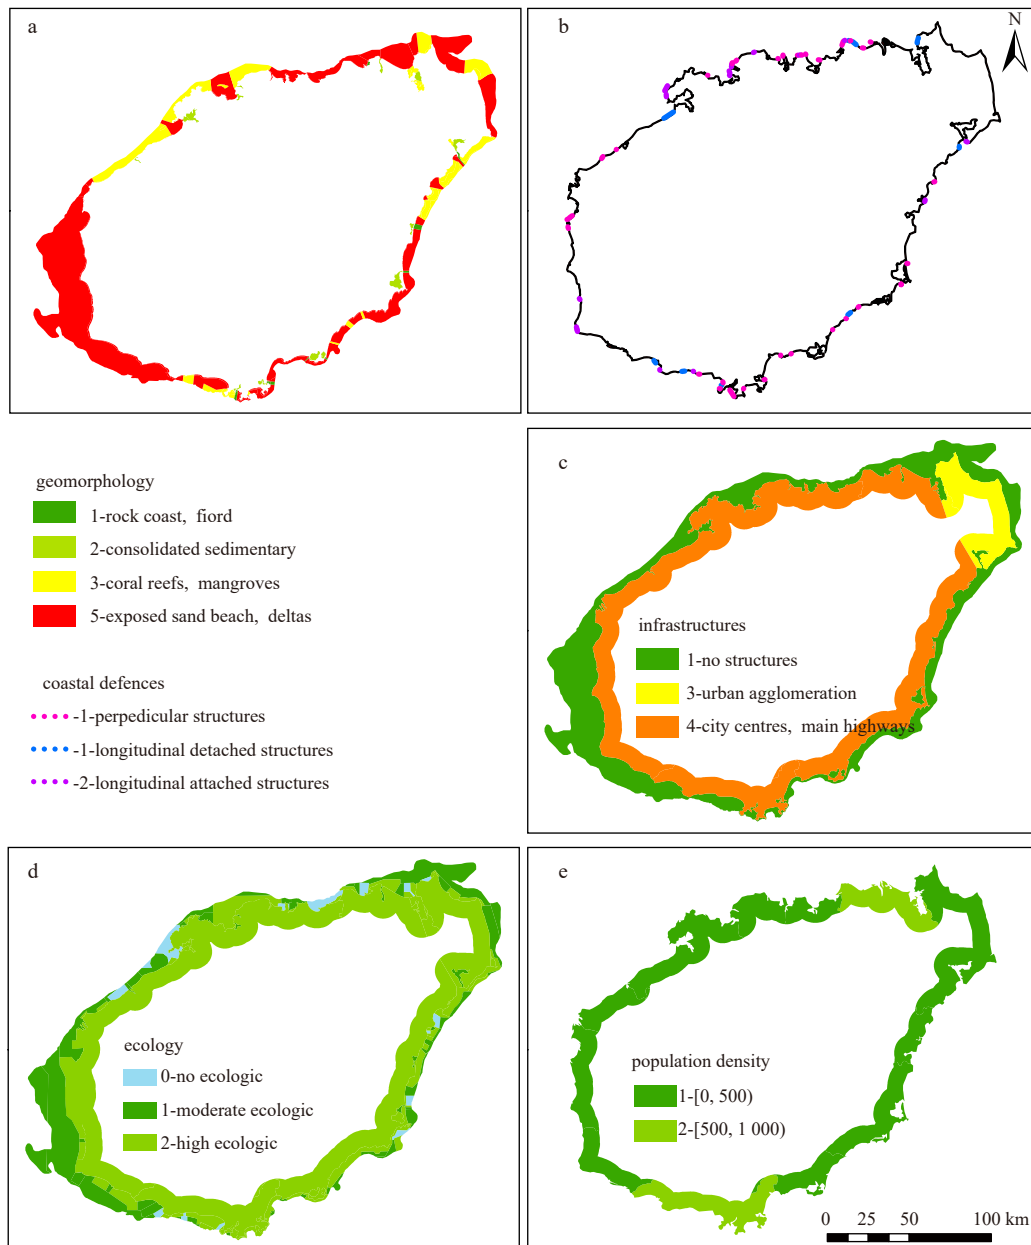 a
b
N
geomorphology
1-rock coast, fiord
2-consolidated sedimentary
3-coral reefs, mangroves
5-exposed sand beach, deltas
coastal defences
-1-perpedicular structures
-1-longitudinal detached structures
-2-longitudinal attached structures
c
infrastructures
1-no structures
3-urban agglomeration
4-city centres, main highways
d
ecology
0-no ecologic
1-moderate ecologic
2-high ecologic
e
population density
1-[0, 500)
2-[500, 1 000)
0 25 50 100 km